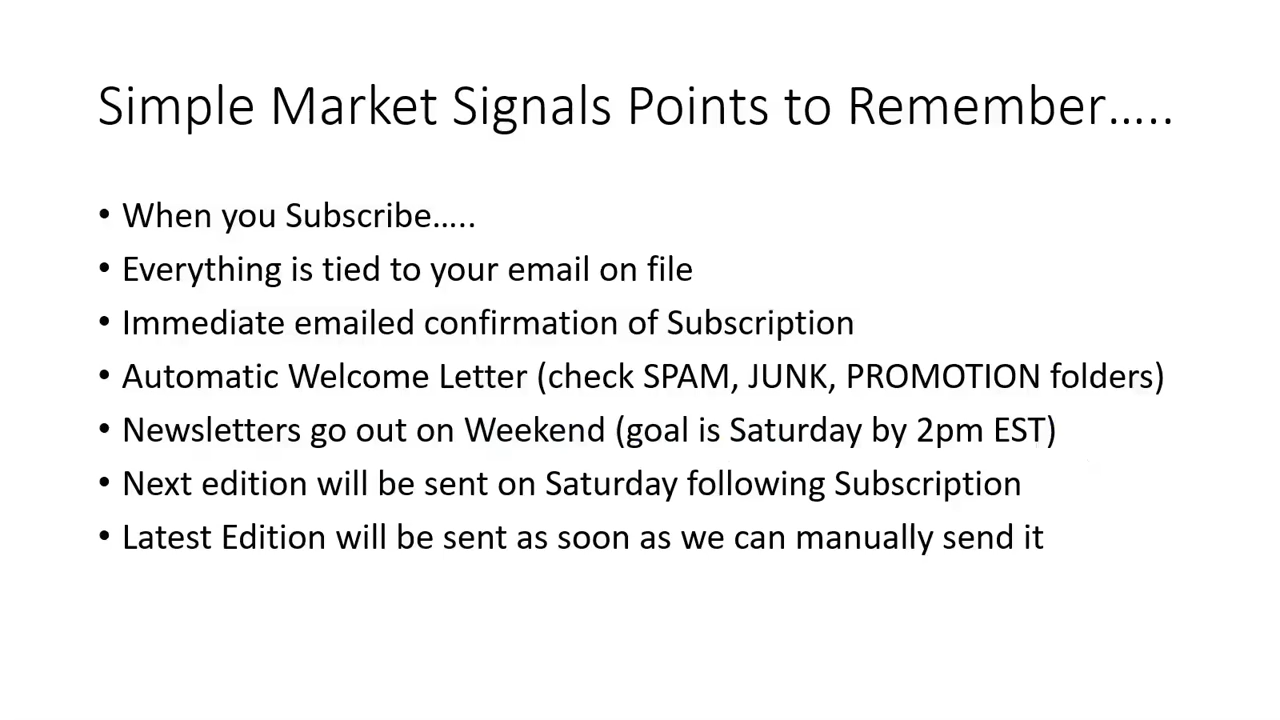 Simple Market Signals Points to Remember…..
• When you Subscribe…..
• Everything is tied to your email on file
• Immediate emailed confirmation of Subscription
• Automatic Welcome Letter (check SPAM, JUNK, PROMOTION folders)
• Newsletters go out on Weekend (goal is Saturday by 2pm EST)
• Next edition will be sent on Saturday following Subscription
• Latest Edition will be sent as soon as we can manually send it